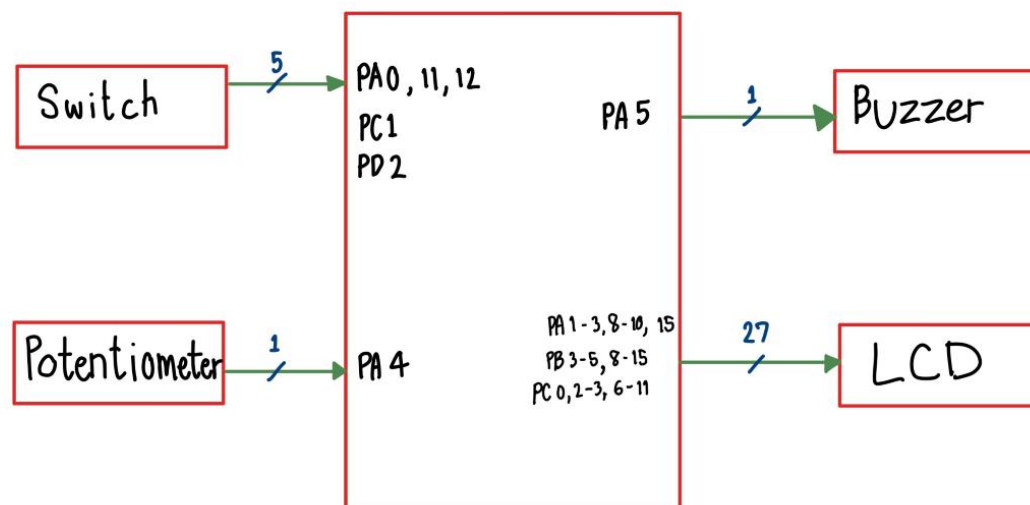 Switch
5
PA0, 11, 12
PC1
PD2
PA5
1
Buzzer
Potentiometer
1
PA4
PA1-3, 8-10, 15
PB3-5, 8-15
PC0, 2-3, 6-11
27
LCD